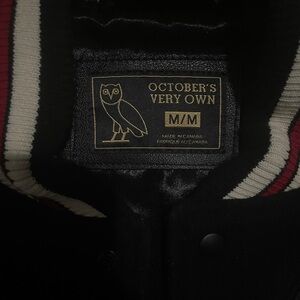 OCTOBER'S
VERY OWN
M/M
MADE IN CANADA
FABRIQUE AU CANADA